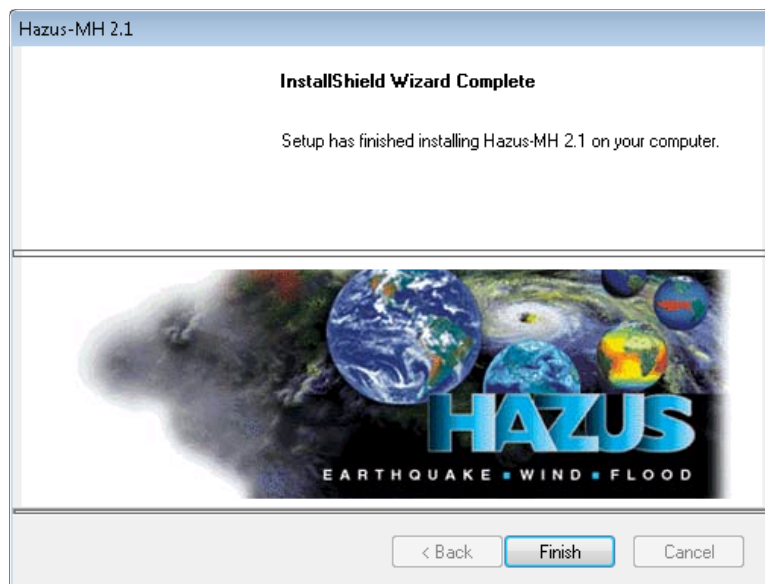 Hazus-MH 2.1
InstallShield Wizard Complete
Setup has finished installing Hazus-MH 2.1 on your computer.
HAZUS
EARTHQUAKE ▪ WIND ▪ FLOOD
< Back Finish Cancel